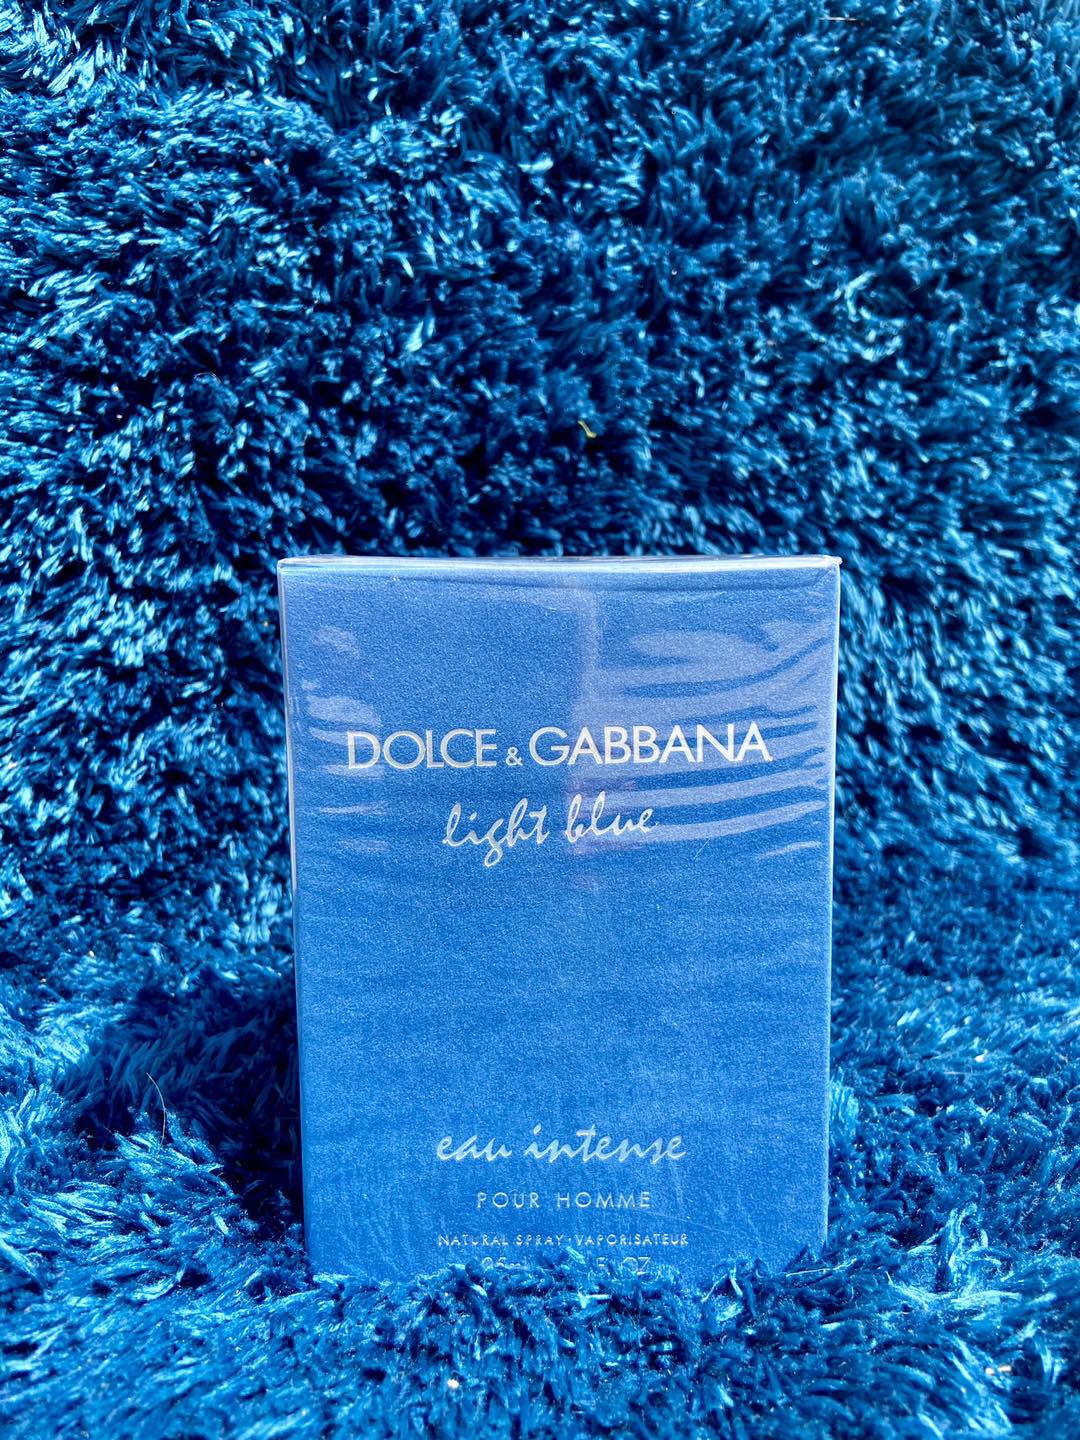 DOLCE & GABBANA
light blue
eau intense
POUR HOMME
NATURAL SPRAY·VAPORISATEUR